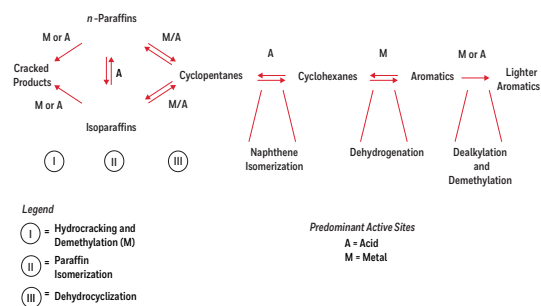 n-Paraffins
M or A
M/A
A
M
M or A
Cracked
Products
A
Cyclopentanes
Cyclohexanes
Aromatics
Lighter
Aromatics
M or A
M/A
Isoparaffins
Naphthene
Isomerization
Dehydrogenation
Dealkylation
and
Demethylation
I
II
III
Legend
I = Hydrocracking and
Demethylation (M)
II = Paraffin
Isomerization
III = Dehydrocyclization
Predominant Active Sites
A = Acid
M = Metal